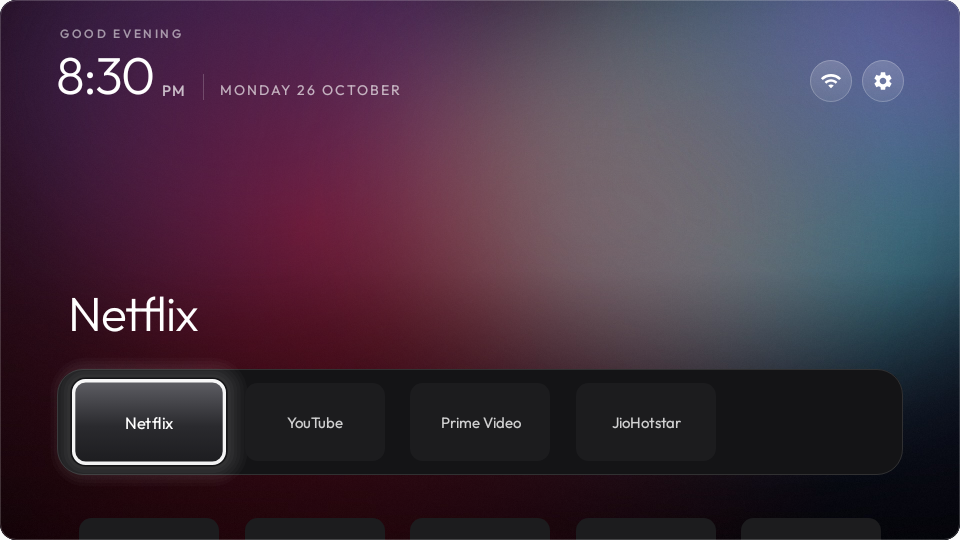 GOOD EVENING
8:30 PM
MONDAY 26 OCTOBER
Netflix
Netflix
YouTube
Prime Video
JioHotstar